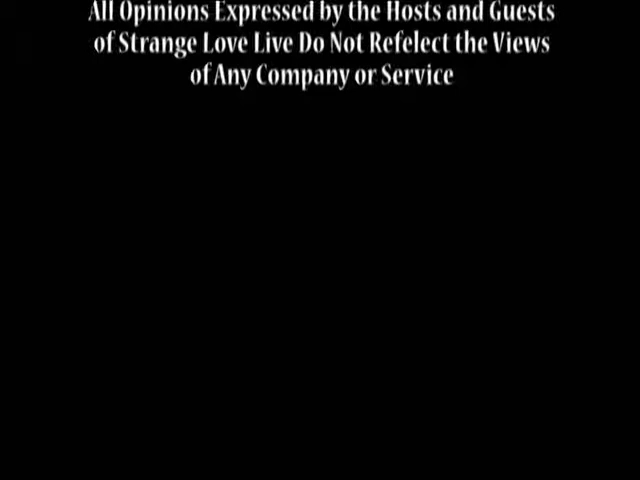 All Opinions Expressed by the Hosts and Guests
of Strange Love Live Do Not Refelect the Views
of Any Company or Service